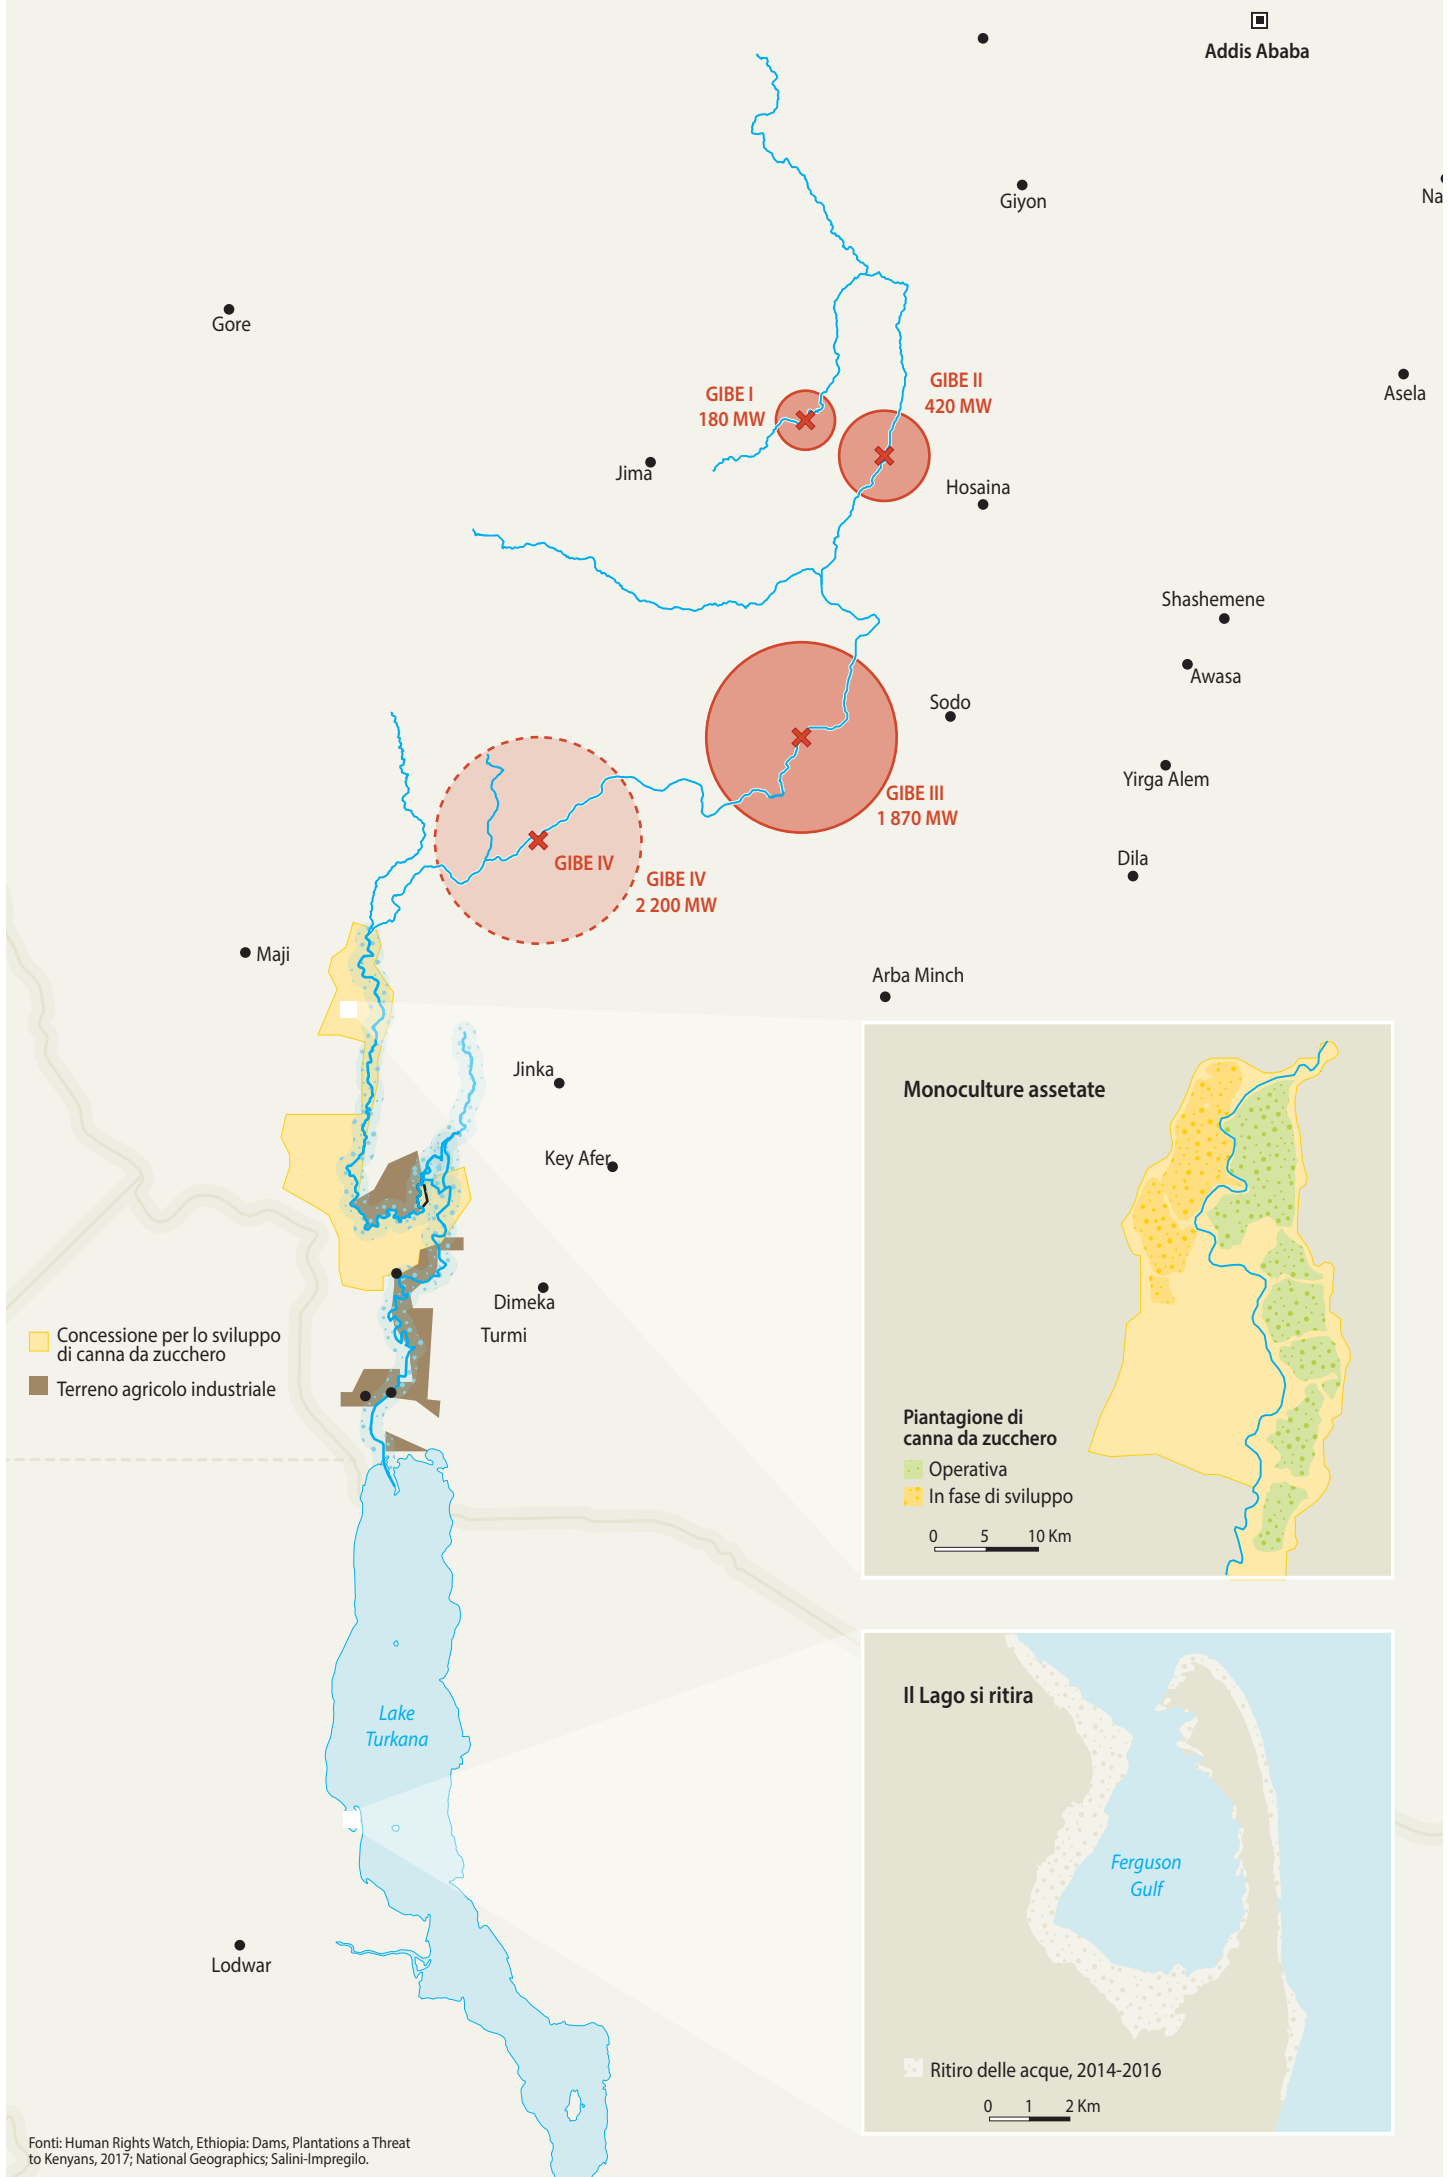 Addis Ababa
Giyon
Na
Gore
Asela
GIBE I
180 MW
GIBE II
420 MW
Jima
Hosaina
Shashemene
Awasa
Sodo
Yirga Alem
GIBE III
1 870 MW
GIBE IV
GIBE IV
2 200 MW
Dila
Maji
Arba Minch
Jinka
Key Afer
Dimeka
Turmi
Concessione per lo sviluppo
di canna da zucchero
Terreno agricolo industriale
Monoculture assetate
Piantagione di
canna da zucchero
Operativa
In fase di sviluppo
0 5 10 Km
Lake
Turkana
Lodwar
Il Lago si ritira
Ferguson
Gulf
Ritiro delle acque, 2014-2016
0 1 2 Km
Fonti: Human Rights Watch, Ethiopia: Dams, Plantations a Threat
to Kenyans, 2017; National Geographics; Salini-Impregilo.